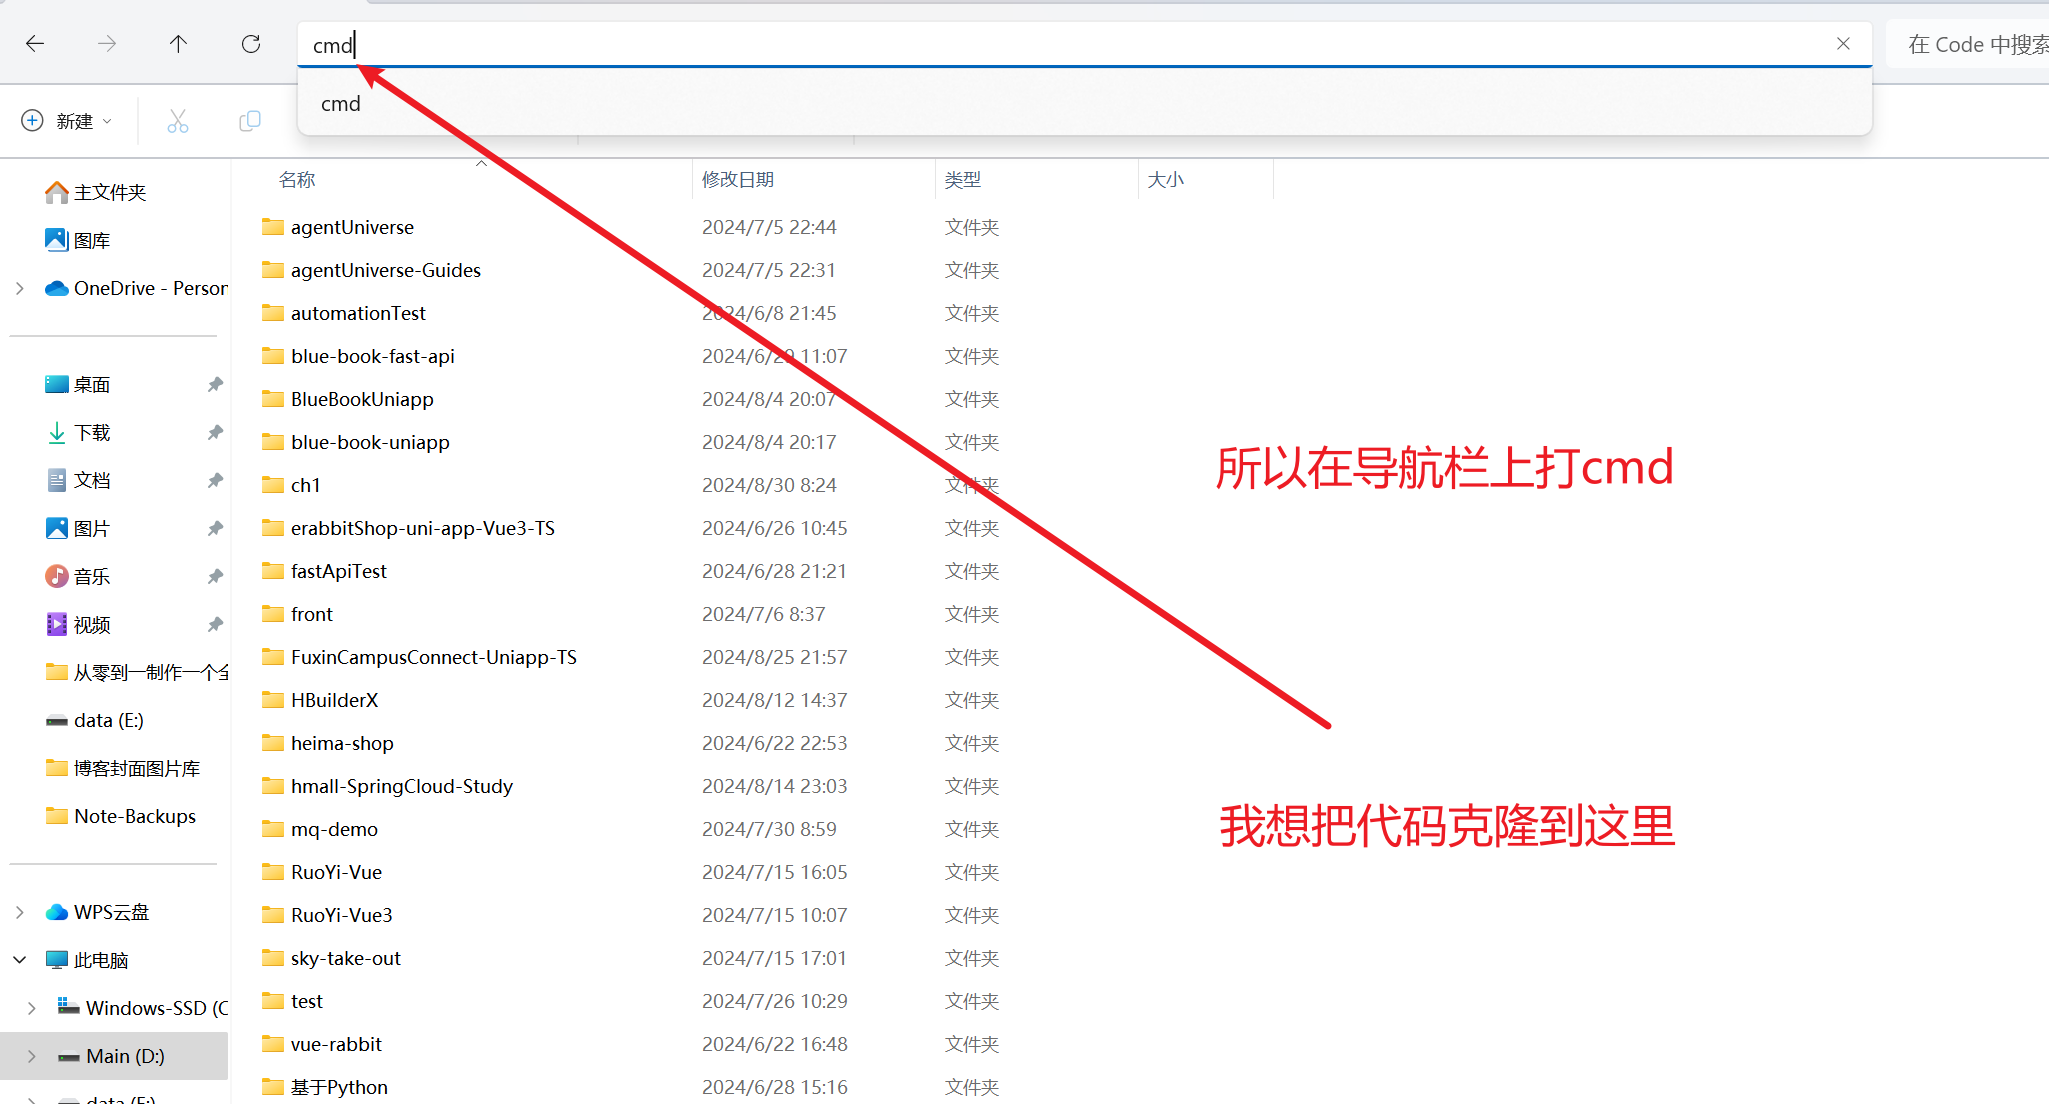 cmd
在 Code 中搜索
cmd
新建
名称 修改日期 类型 大小
主文件夹
图库
OneDrive - Person
桌面
下载
文档
图片
音乐
视频
从零到一制作一个全
data (E:)
博客封面图片库
Note-Backups
WPS云盘
此电脑
Windows-SSD (C
Main (D:)
data (E:)
agentUniverse 2024/7/5 22:44 文件夹
agentUniverse-Guides 2024/7/5 22:31 文件夹
automationTest 2024/6/8 21:45 文件夹
blue-book-fast-api 2024/6/29 11:07 文件夹
BlueBookUniapp 2024/8/4 20:07 文件夹
blue-book-uniapp 2024/8/4 20:17 文件夹
ch1 2024/8/30 8:24 文件夹
erabbitShop-uni-app-Vue3-TS 2024/6/26 10:45 文件夹
fastApiTest 2024/6/28 21:21 文件夹
front 2024/7/6 8:37 文件夹
FuxinCampusConnect-Uniapp-TS 2024/8/25 21:57 文件夹
HBuilderX 2024/8/12 14:37 文件夹
heima-shop 2024/6/22 22:53 文件夹
hmall-SpringCloud-Study 2024/8/14 23:03 文件夹
mq-demo 2024/7/30 8:59 文件夹
RuoYi-Vue 2024/7/15 16:05 文件夹
RuoYi-Vue3 2024/7/15 10:07 文件夹
sky-take-out 2024/7/15 17:01 文件夹
test 2024/7/26 10:29 文件夹
vue-rabbit 2024/6/22 16:48 文件夹
基于Python 2024/6/28 15:16 文件夹
所以在导航栏上打cmd
我想把代码克隆到这里